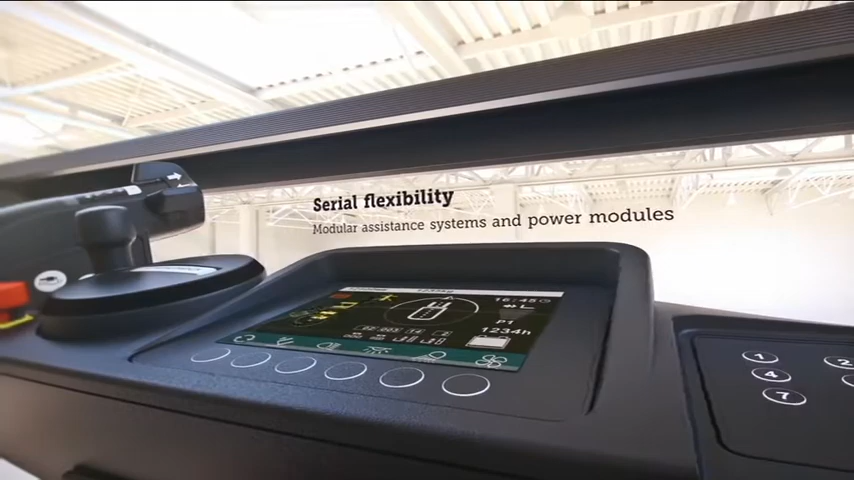 Serial flexibility
Modular assistance systems and power modules
16:45
P1
1234h
1
4
7